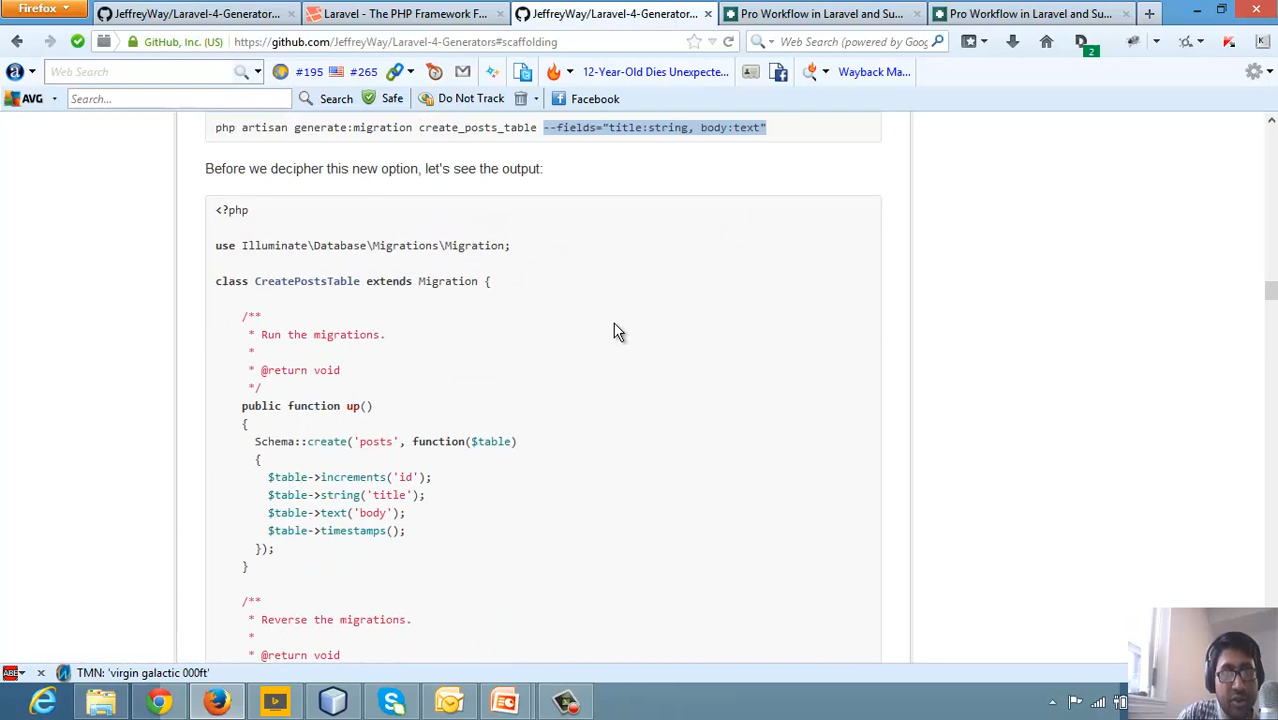 Firefox
JeffreyWay/Laravel-4-Generator...
Laravel - The PHP Framework F...
JeffreyWay/Laravel-4-Generator...
Pro Workflow in Laravel and Su...
Pro Workflow in Laravel and Su...
GitHub, Inc. (US)
https://github.com/JeffreyWay/Laravel-4-Generators#scaffolding
Search (powered by Goog
2
Web Search
#195
#265
12-Year-Old Dies Unexpecte...
Wayback Ma...
AVG
Search...
Search
Safe
Do Not Track
Facebook
php artisan generate:migration create_posts_table --fields="title:string, body:text"
Before we decipher this new option, let's see the output:
<?php
use Illuminate\Database\Migrations\Migration;
class CreatePostsTable extends Migration {
/**
* Run the migrations.
*
* @return void
*/
public function up()
{
Schema::create('posts', function($table)
{
$table->increments('id');
$table->string('title');
$table->text('body');
$table->timestamps();
});
}
/**
* Reverse the migrations.
*
* @return void
ABE
TMN: 'virgin galactic 000ft'